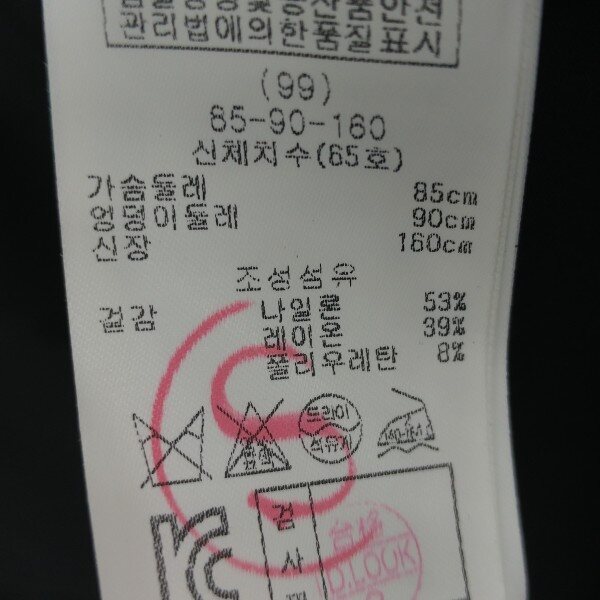 관리법에의한품질표시
(99)
85-90-160
신체치수(65호)
가슴둘레 85cm
엉덩이둘레 90cm
신장 160cm
조성섬유
겉감 나일론 53%
레이온 39%
폴리우레탄 8%
드라이
석유계
검
사
D.LOOK